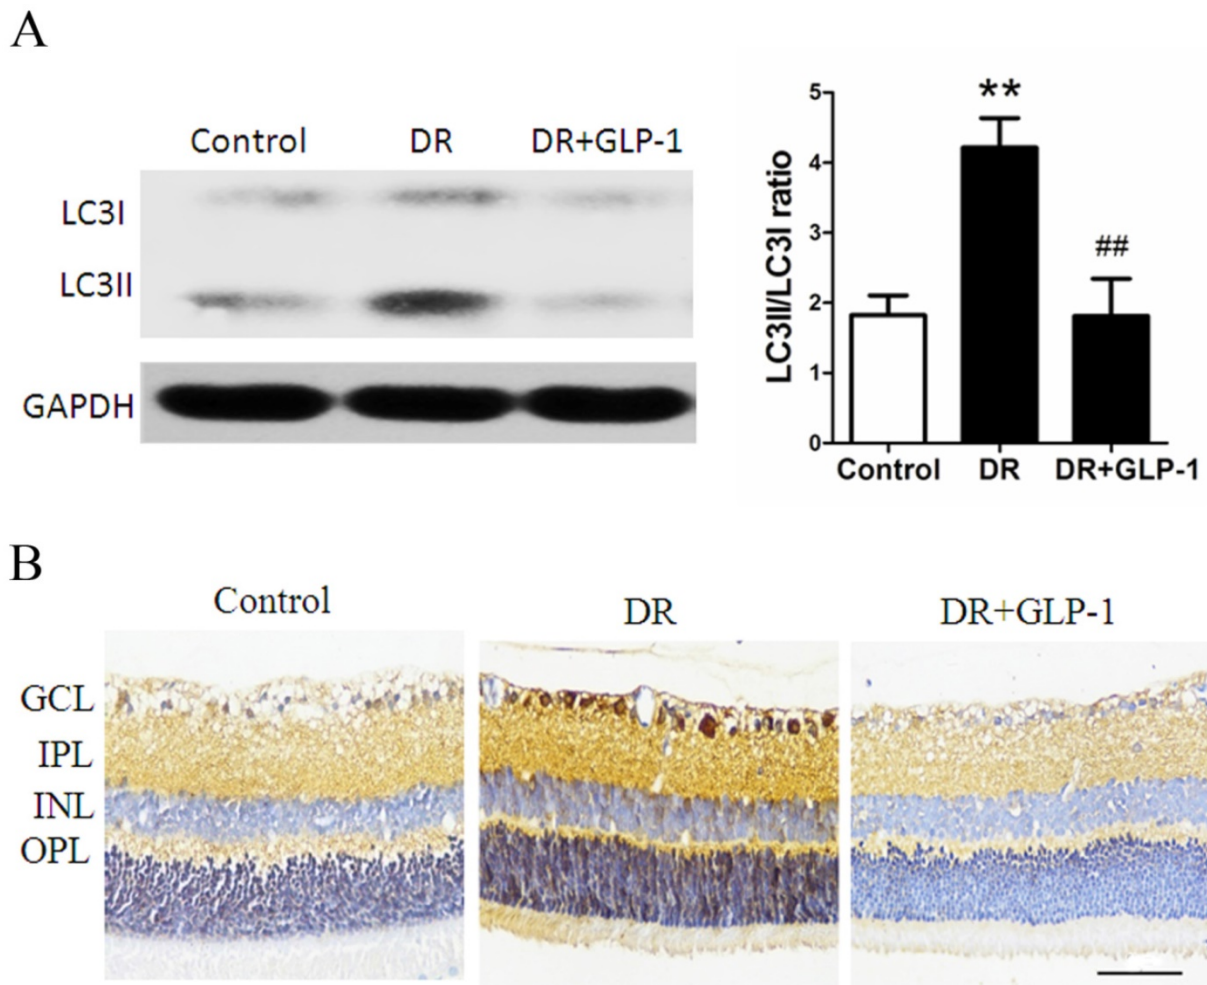 A
Control DR DR+GLP-1
LC3I
LC3II
GAPDH
LC3II/LC3I ratio
5
4
3
2
1
0
**
##
Control DR DR+GLP-1
B
Control DR DR+GLP-1
GCL
IPL
INL
OPL